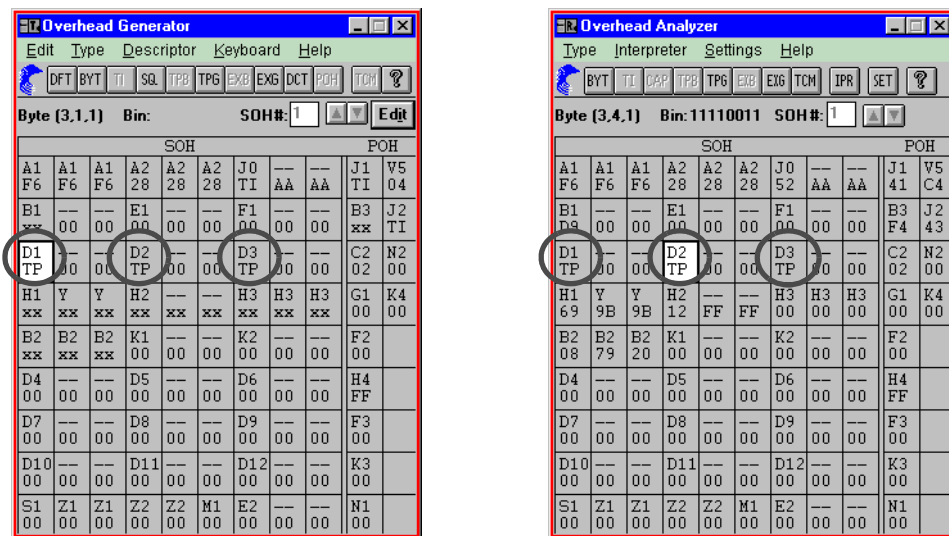 Overhead Generator
Edit Type Descriptor Keyboard Help
DFT BYT TI SQL TPB TPG EXB EXG DCT POH TCM ?
Byte (3,1,1) Bin: SOH#: 1 Edit
SOH POH
A1 A1 A1 A2 A2 A2 J0 -- -- J1 V5
F6 F6 F6 28 28 28 TI AA AA TI 04
B1 -- -- E1 -- -- F1 -- -- B3 J2
xx 00 00 00 00 00 00 00 00 xx TI
D1 -- -- D2 -- -- D3 -- -- C2 N2
TP 00 00 TP 00 00 TP 00 00 02 00
H1 Y Y H2 -- -- H3 H3 H3 G1 K4
xx xx xx xx xx xx xx xx xx 00 00
B2 B2 B2 K1 -- -- K2 -- -- F2
xx xx xx 00 00 00 00 00 00 00
D4 -- -- D5 -- -- D6 -- -- H4
00 00 00 00 00 00 00 00 00 FF
D7 -- -- D8 -- -- D9 -- -- F3
00 00 00 00 00 00 00 00 00 00
D10 -- -- D11 -- -- D12 -- -- K3
00 00 00 00 00 00 00 00 00 00
S1 Z1 Z1 Z2 Z2 M1 E2 -- -- N1
00 00 00 00 00 00 00 00 00 00
Overhead Analyzer
Type Interpreter Settings Help
BYT TI CAP TPB TPG EXB EXG TCM IPR SET ?
Byte (3,4,1) Bin: 11110011 SOH#: 1
SOH POH
A1 A1 A1 A2 A2 A2 J0 -- -- J1 V5
F6 F6 F6 28 28 28 52 AA AA 41 C4
B1 -- -- E1 -- -- F1 -- -- B3 J2
D9 00 00 00 00 00 00 00 00 F4 43
D1 -- -- D2 -- -- D3 -- -- C2 N2
TP 00 00 TP 00 00 TP 00 00 02 00
H1 Y Y H2 -- -- H3 H3 H3 G1 K4
69 9B 9B 12 FF FF 00 00 00 00 00
B2 B2 B2 K1 -- -- K2 -- -- F2
08 79 20 00 00 00 00 00 00 00
D4 -- -- D5 -- -- D6 -- -- H4
00 00 00 00 00 00 00 00 00 FF
D7 -- -- D8 -- -- D9 -- -- F3
00 00 00 00 00 00 00 00 00 00
D10 -- -- D11 -- -- D12 -- -- K3
00 00 00 00 00 00 00 00 00 00
S1 Z1 Z1 Z2 Z2 M1 E2 -- -- N1
00 00 00 00 00 00 00 00 00 00